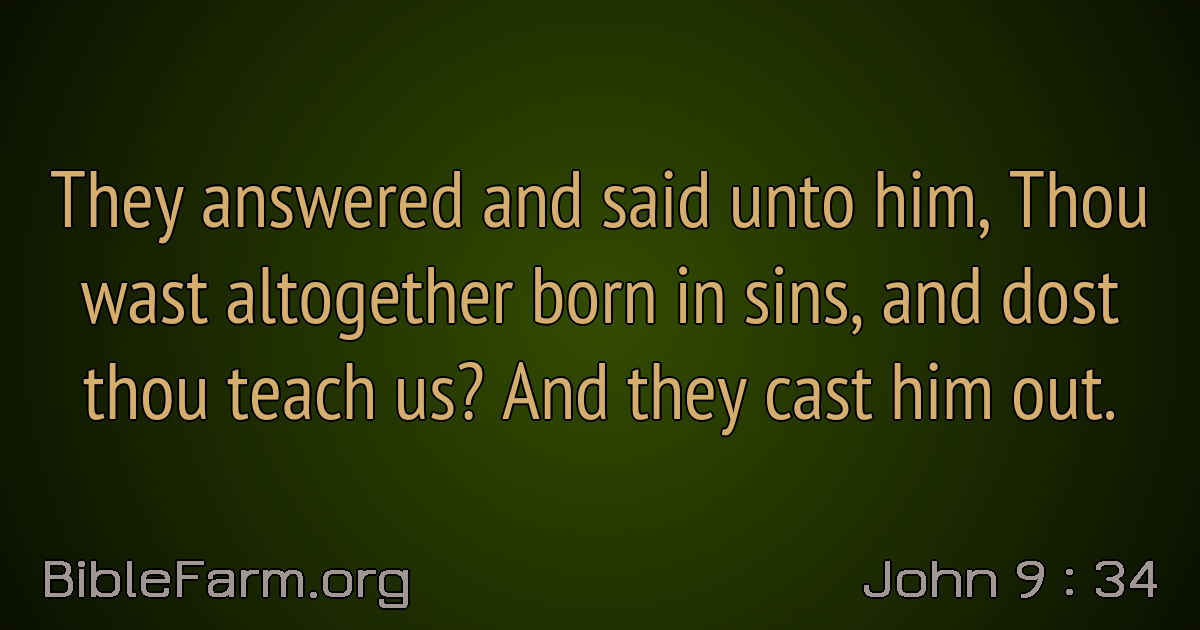 They answered and said unto him, Thou
wast altogether born in sins, and dost
thou teach us? And they cast him out.
BibleFarm.org
John 9 : 34